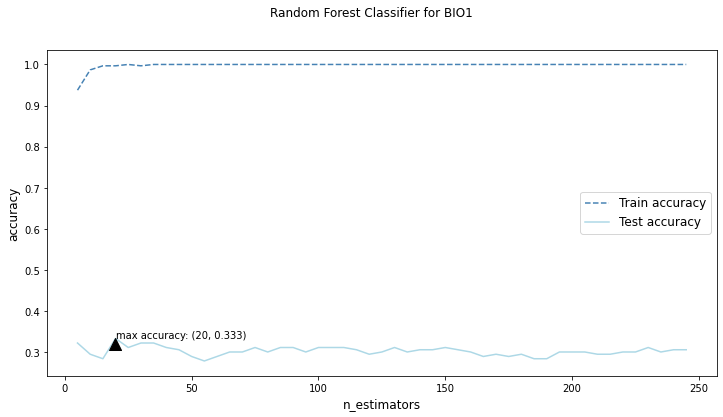 Random Forest Classifier for BIO1
1.0
0.9
0.8
0.7
0.6
0.5
0.4
0.3
accuracy
Train accuracy
Test accuracy
max accuracy: (20, 0.333)
0 50 100 150 200 250
n_estimators